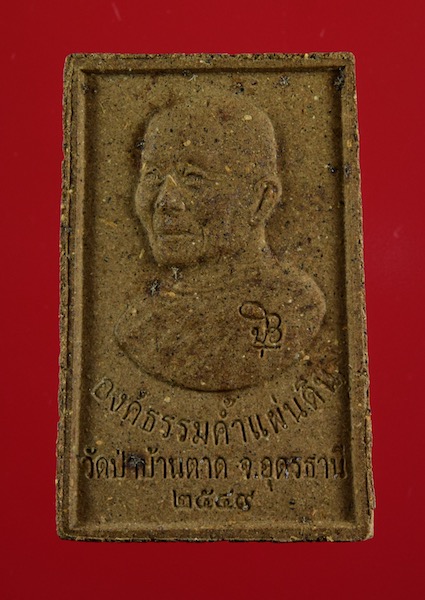 องค์ธรรมค้ำแผ่นดิน
วัดป่าบ้านตาด จ.อุดรธานี
๒๕๔๙